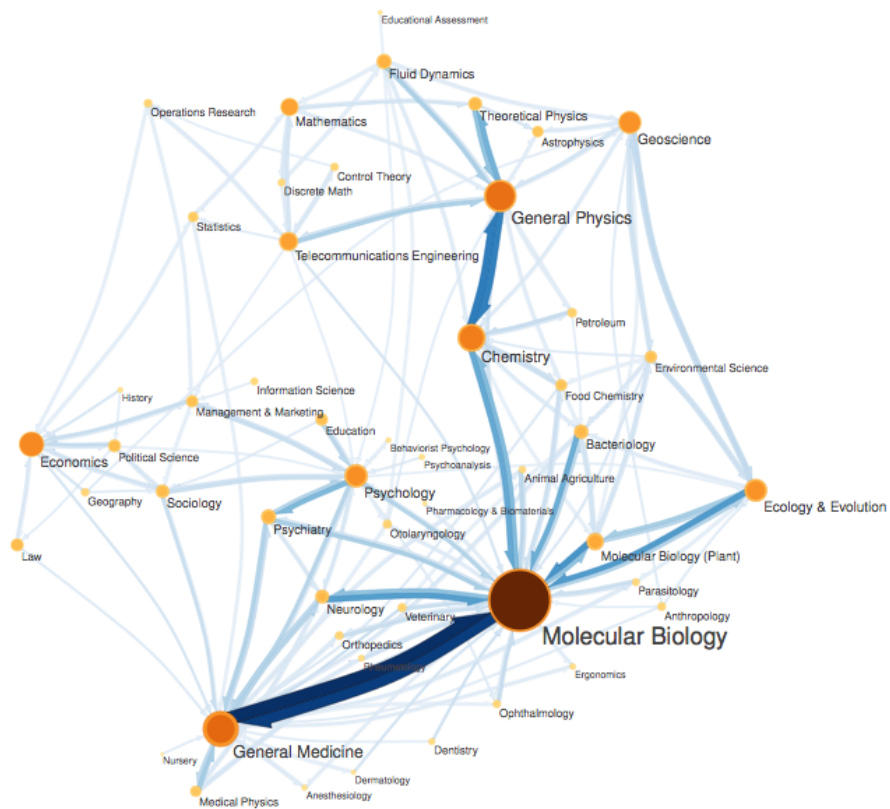 Educational Assessment
Fluid Dynamics
Operations Research
Mathematics
Theoretical Physics
Astrophysics
Geoscience
Control Theory
Discrete Math
General Physics
Statistics
Telecommunications Engineering
Petroleum
Chemistry
Environmental Science
Food Chemistry
Information Science
History
Management & Marketing
Education
Bacteriology
Behaviorist Psychology
Economics
Political Science
Psychoanalysis
Animal Agriculture
Psychology
Geography
Sociology
Ecology & Evolution
Pharmacology & Biomaterials
Psychiatry
Otolaryngology
Law
Molecular Biology (Plant)
Parasitology
Neurology
Veterinary
Anthropology
Molecular Biology
Orthopedics
Rheumatology
Ergonomics
Ophthalmology
General Medicine
Dentistry
Nursery
Dermatology
Medical Physics
Anesthesiology